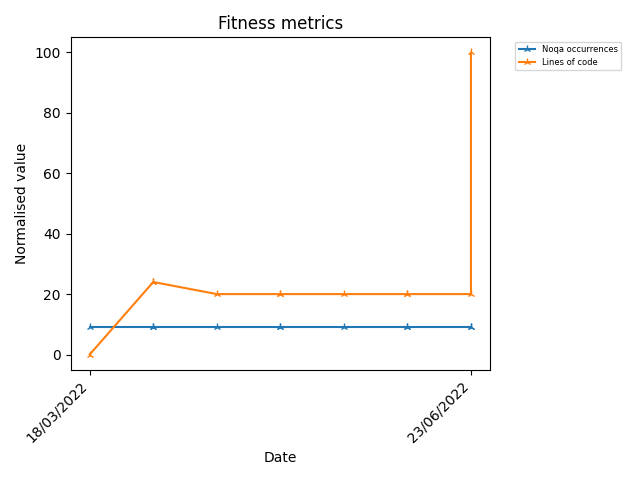 Fitness metrics
Noqa occurrences
Lines of code
Normalised value
100
80
60
40
20
0
18/03/2022
23/06/2022
Date